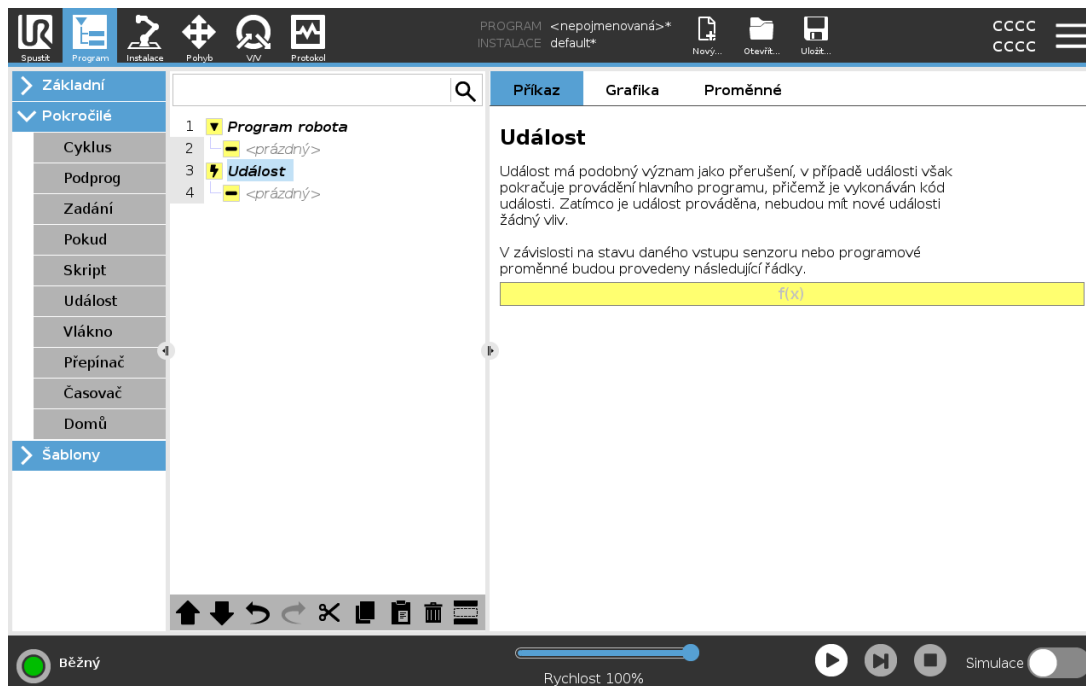 PROGRAM <nepojmenovaná>*
INSTALACE default*
Spustit Program Instalace Pohyb V/V Protokol
Nový... Otevřít... Uložit...
CCCC
CCCC
Základní
Pokročilé
Cyklus
Podprog
Zadání
Pokud
Skript
Událost
Vlákno
Přepínač
Časovač
Domů
Šablony
1 Program robota
2 <prázdný>
3 Událost
4 <prázdný>
Příkaz Grafika Proměnné
Událost
Událost má podobný význam jako přerušení, v případě události však
pokračuje provádění hlavního programu, přičemž je vykonáván kód
události. Zatímco je událost prováděna, nebudou mít nové události
žádný vliv.
V závislosti na stavu daného vstupu senzoru nebo programové
proměnné budou provedeny následující řádky.
f(x)
Běžný
Rychlost 100%
Simulace